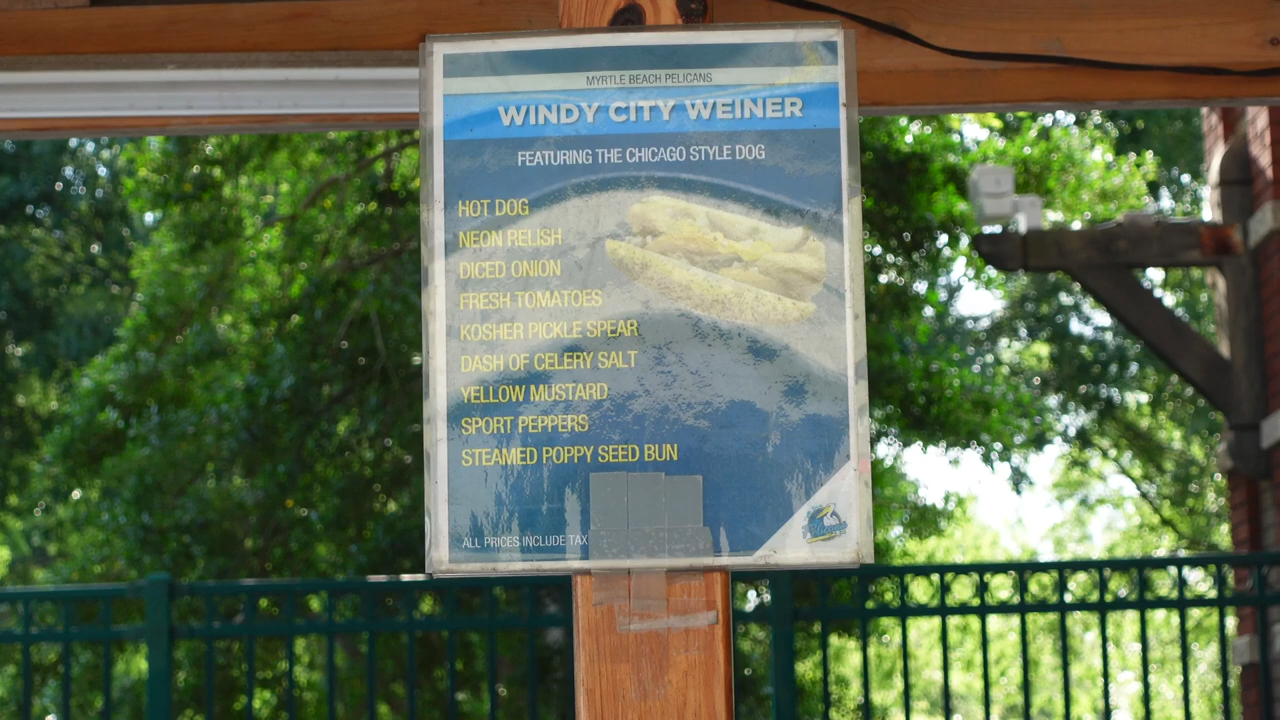 MYRTLE BEACH PELICANS
WINDY CITY WEINER
FEATURING THE CHICAGO STYLE DOG
HOT DOG
NEON RELISH
DICED ONION
FRESH TOMATOES
KOSHER PICKLE SPEAR
DASH OF CELERY SALT
YELLOW MUSTARD
SPORT PEPPERS
STEAMED POPPY SEED BUN
ALL PRICES INCLUDE TAX